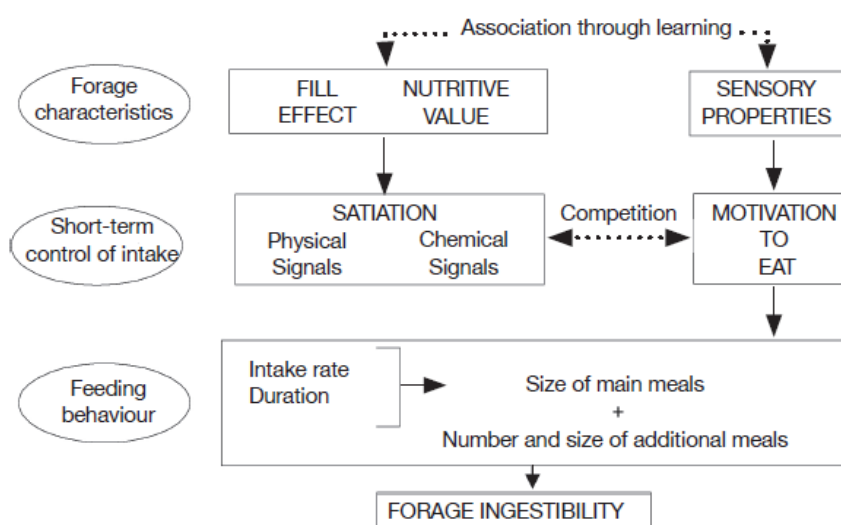 Association through learning
Forage
characteristics
FILL
EFFECT
NUTRITIVE
VALUE
SENSORY
PROPERTIES
Short-term
control of intake
SATIATION
Physical
Signals
Chemical
Signals
Competition
MOTIVATION
TO
EAT
Feeding
behaviour
Intake rate
Duration
Size of main meals
+
Number and size of additional meals
FORAGE INGESTIBILITY